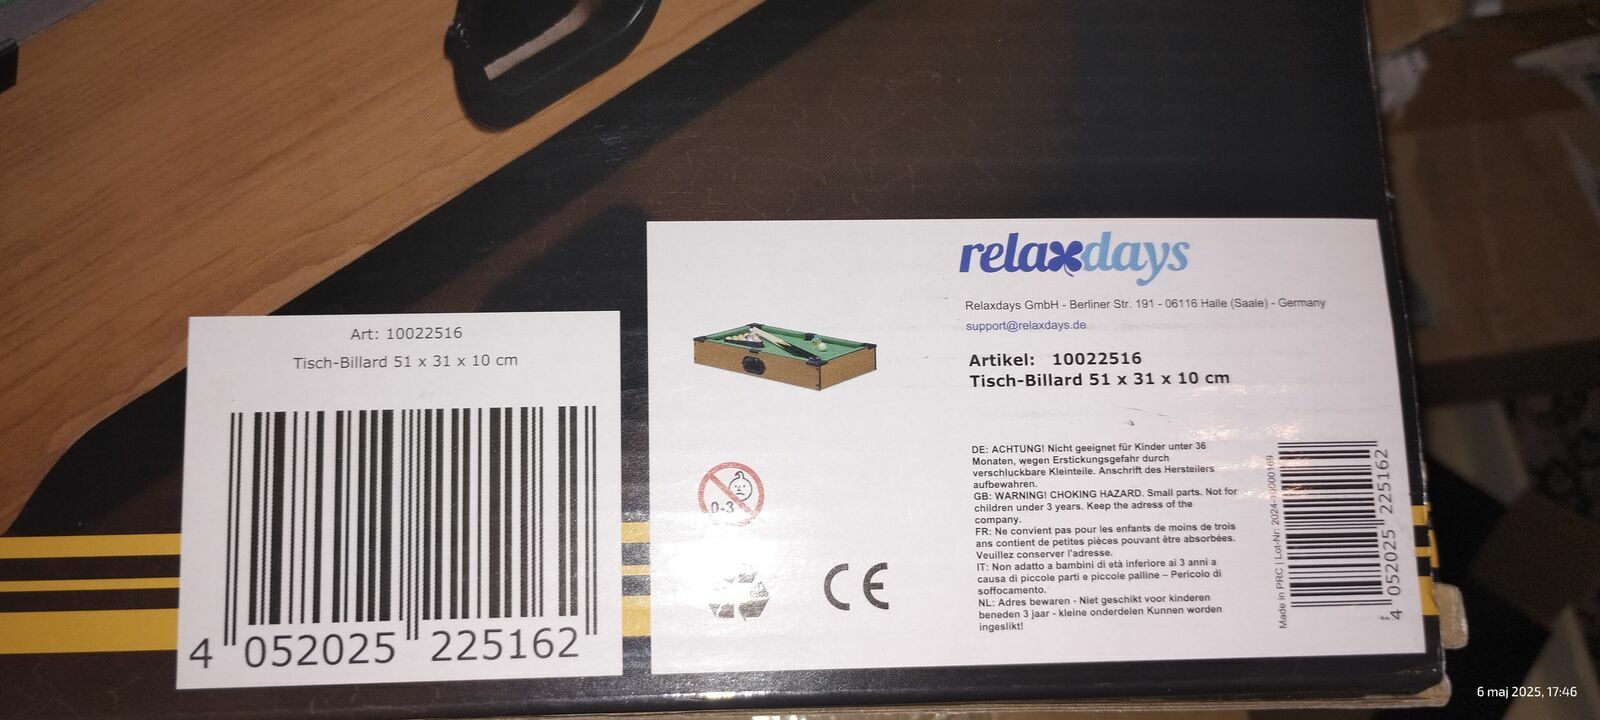 Art: 10022516
Tisch-Billard 51 x 31 x 10 cm
4 052025 225162
relaxdays
Relaxdays GmbH - Berliner Str. 191 - 06116 Halle (Saale) - Germany
support@relaxdays.de
Artikel: 10022516
Tisch-Billard 51 x 31 x 10 cm
0-3
CE
DE: ACHTUNG! Nicht geeignet für Kinder unter 36
Monaten, wegen Erstickungsgefahr durch
verschluckbare Kleinteile. Anschrift des Herstellers
aufbewahren.
GB: WARNING! CHOKING HAZARD. Small parts. Not for
children under 3 years. Keep the adress of the
company.
FR: Ne convient pas pour les enfants de moins de trois
ans contient de petites pièces pouvant être absorbées.
Veuillez conserver l'adresse.
IT: Non adatto a bambini di età inferiore ai 3 anni a
causa di piccole parti e piccole palline – Pericolo di
soffocamento.
NL: Adres bewaren - Niet geschikt voor kinderen
beneden 3 jaar - kleine onderdelen Kunnen worden
ingeslikt!
Made in PRC | Lot-Nr:
4 052025 225162
6 maj 2025, 17:46